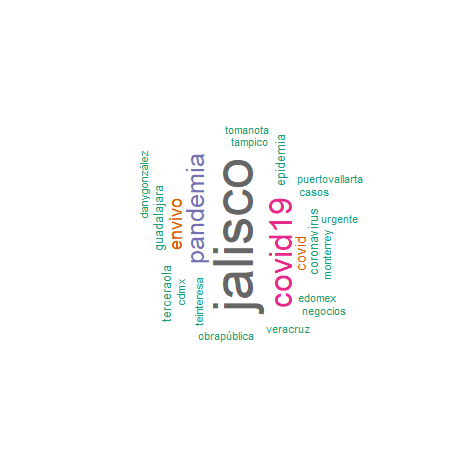 tomanota
tampico
epidemia
danygonzález
guadalajara
envivo
pandemia
jalisco
covid19
puertovallarta
casos
urgente
covid
coronavirus
monterrey
terceraola
cdmx
teinteresa
edomex
negocios
veracruz
obrapública